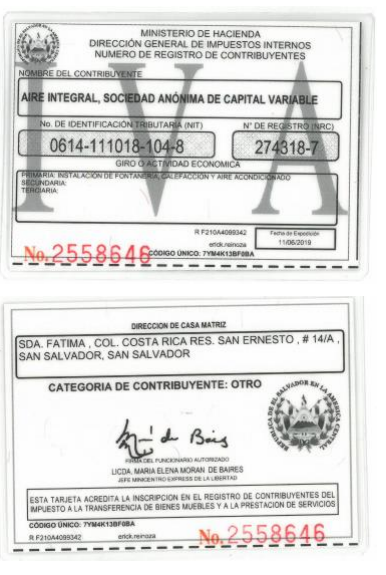 MINISTERIO DE HACIENDA
DIRECCIÓN GENERAL DE IMPUESTOS INTERNOS
NUMERO DE REGISTRO DE CONTRIBUYENTES
NOMBRE DEL CONTRIBUYENTE
IVA
AIRE INTEGRAL, SOCIEDAD ANÓNIMA DE CAPITAL VARIABLE
No. DE IDENTIFICACIÓN TRIBUTARIA (NIT) N° DE REGISTRO (NRC)
0614-111018-104-8 274318-7
GIRO O ACTIVIDAD ECONOMICA
PRIMARIA: INSTALACIÓN DE FONTANERÍA, CALEFACCIÓN Y AIRE ACONDICIONADO
SECUNDARIA:
TERCIARIA:
R F210A4099342 Fecha de Expedición
erick.reinoza 11/06/2019
No. 2558646 CÓDIGO ÚNICO: 7YM4K13BF0BA
DIRECCION DE CASA MATRIZ
SDA. FATIMA , COL. COSTA RICA RES. SAN ERNESTO , # 14/A ,
SAN SALVADOR, SAN SALVADOR
CATEGORIA DE CONTRIBUYENTE: OTRO
REPUBLICA DE EL SALVADOR EN LA AMERICA CENTRAL
FIRMA DEL FUNCIONARIO AUTORIZADO
LICDA. MARIA ELENA MORAN DE BAIRES
JEFE MINICENTRO EXPRESS DE LA LIBERTAD
ESTA TARJETA ACREDITA LA INSCRIPCION EN EL REGISTRO DE CONTRIBUYENTES DEL
IMPUESTO A LA TRANSFERENCIA DE BIENES MUEBLES Y A LA PRESTACION DE SERVICIOS
CÓDIGO ÚNICO: 7YM4K13BF0BA
R F210A4099342 erick.reinoza No. 2558646